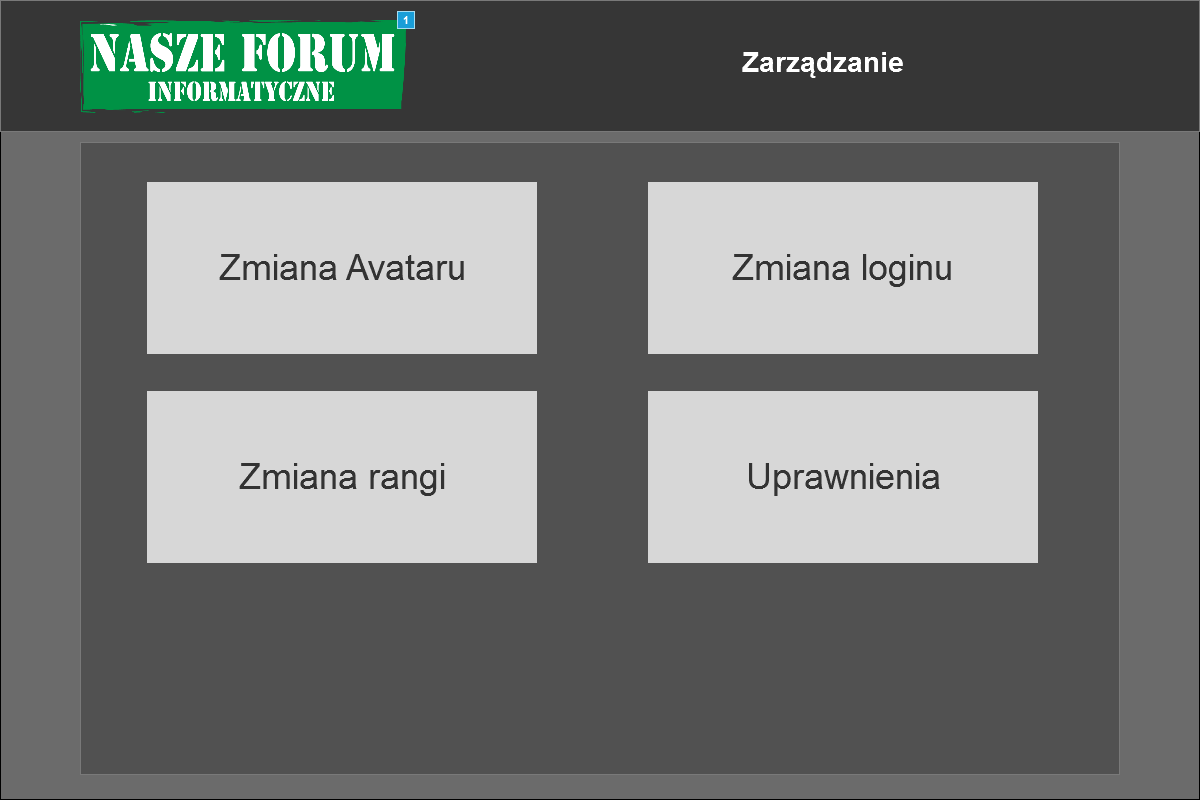 NASZE FORUM
INFORMATYCZNE
1
Zarządzanie
Zmiana Avataru
Zmiana loginu
Zmiana rangi
Uprawnienia